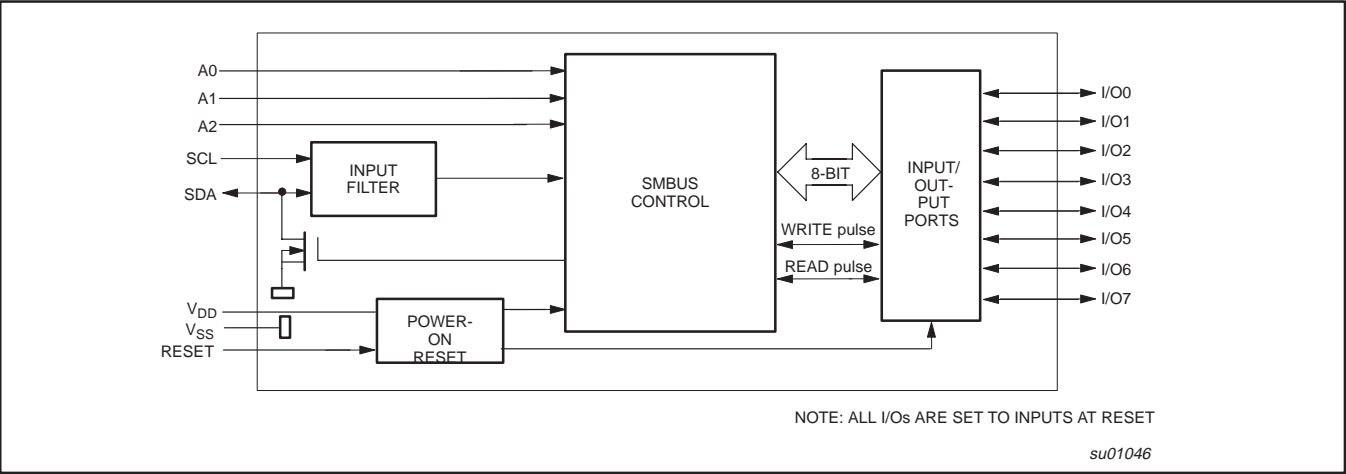 A0
A1
A2
SCL
SDA
INPUT
FILTER
V_DD
V_SS
RESET
POWER-
ON
RESET
SMBUS
CONTROL
8-BIT
WRITE pulse
READ pulse
INPUT/
OUT-
PUT
PORTS
I/O0
I/O1
I/O2
I/O3
I/O4
I/O5
I/O6
I/O7
NOTE: ALL I/Os ARE SET TO INPUTS AT RESET
su01046